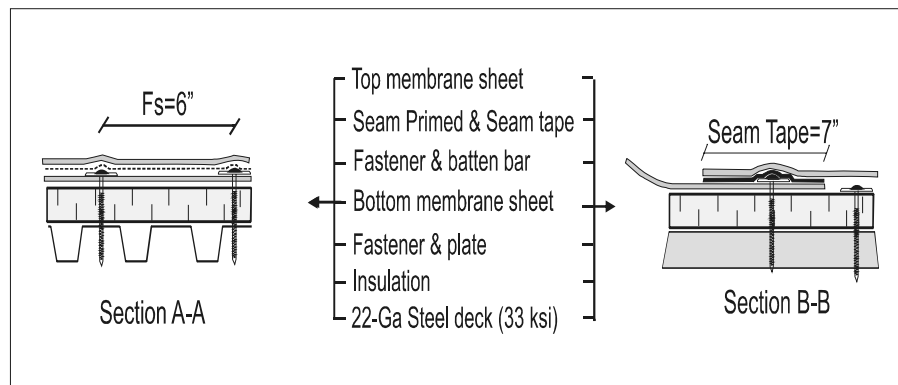 Fs=6”
Section A-A
Top membrane sheet
Seam Primed & Seam tape
Fastener & batten bar
Bottom membrane sheet
Fastener & plate
Insulation
22-Ga Steel deck (33 ksi)
Seam Tape=7”
Section B-B